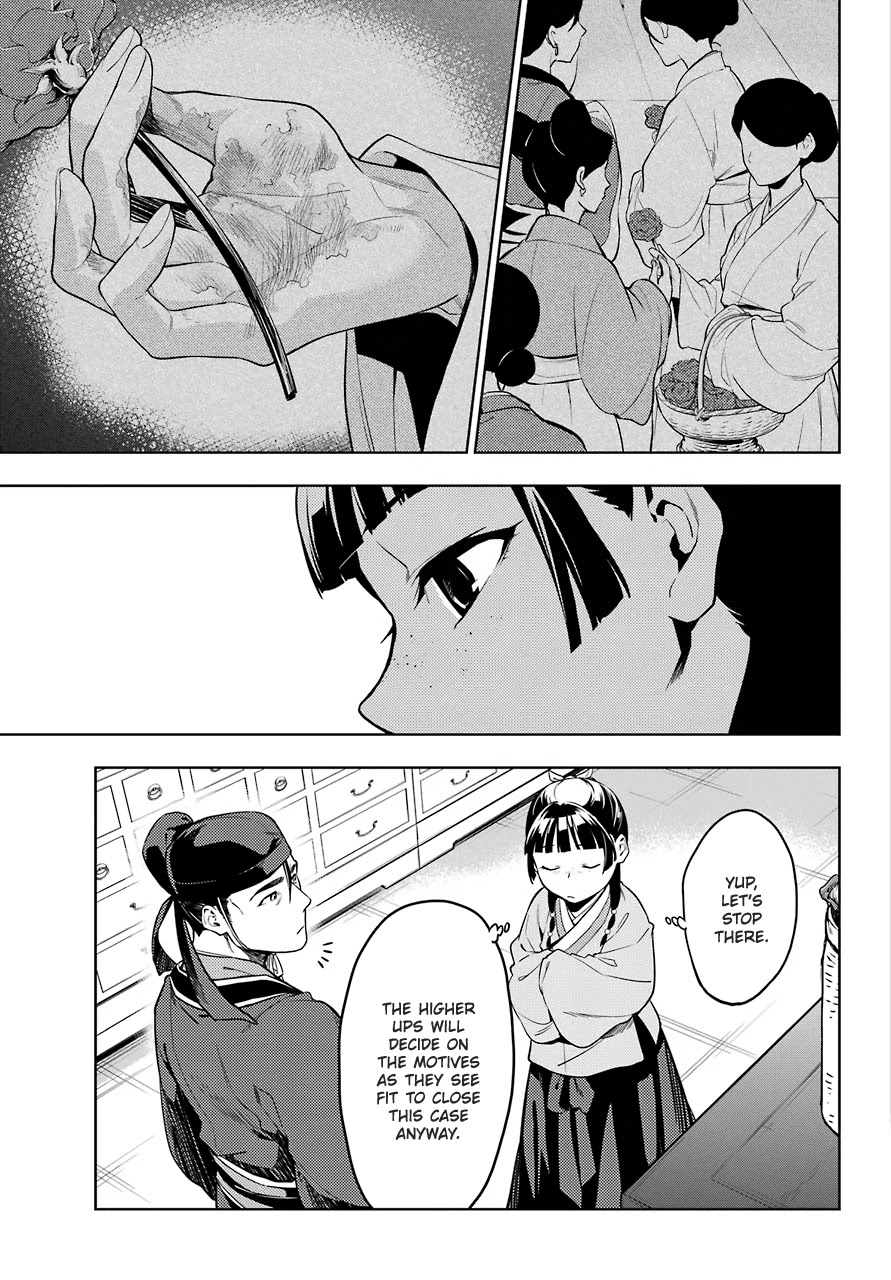 YUP,
LET'S
STOP
THERE.
THE HIGHER
UPS WILL
DECIDE ON
THE MOTIVES
AS THEY SEE
FIT TO CLOSE
THIS CASE
ANYWAY.